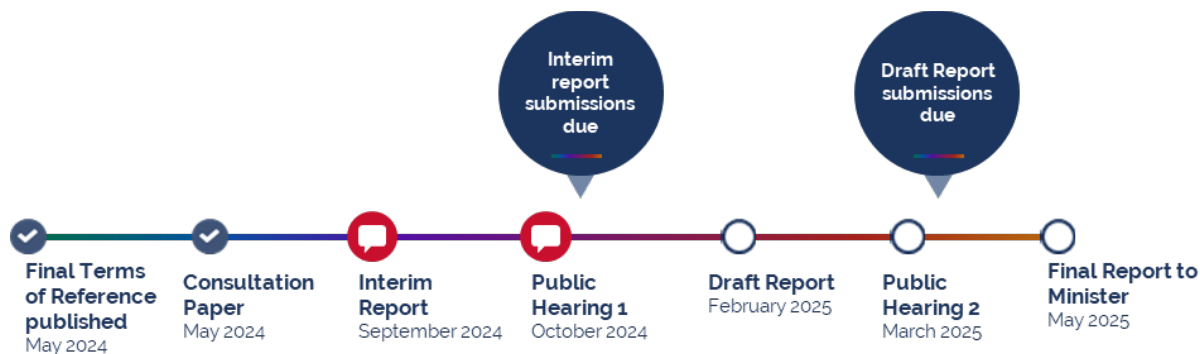 Interim
report
submissions
due
Draft Report
submissions
due
Final Terms
of Reference
published
May 2024
Consultation
Paper
May 2024
Interim
Report
September 2024
Public
Hearing 1
October 2024
Draft Report
February 2025
Public
Hearing 2
March 2025
Final Report to
Minister
May 2025